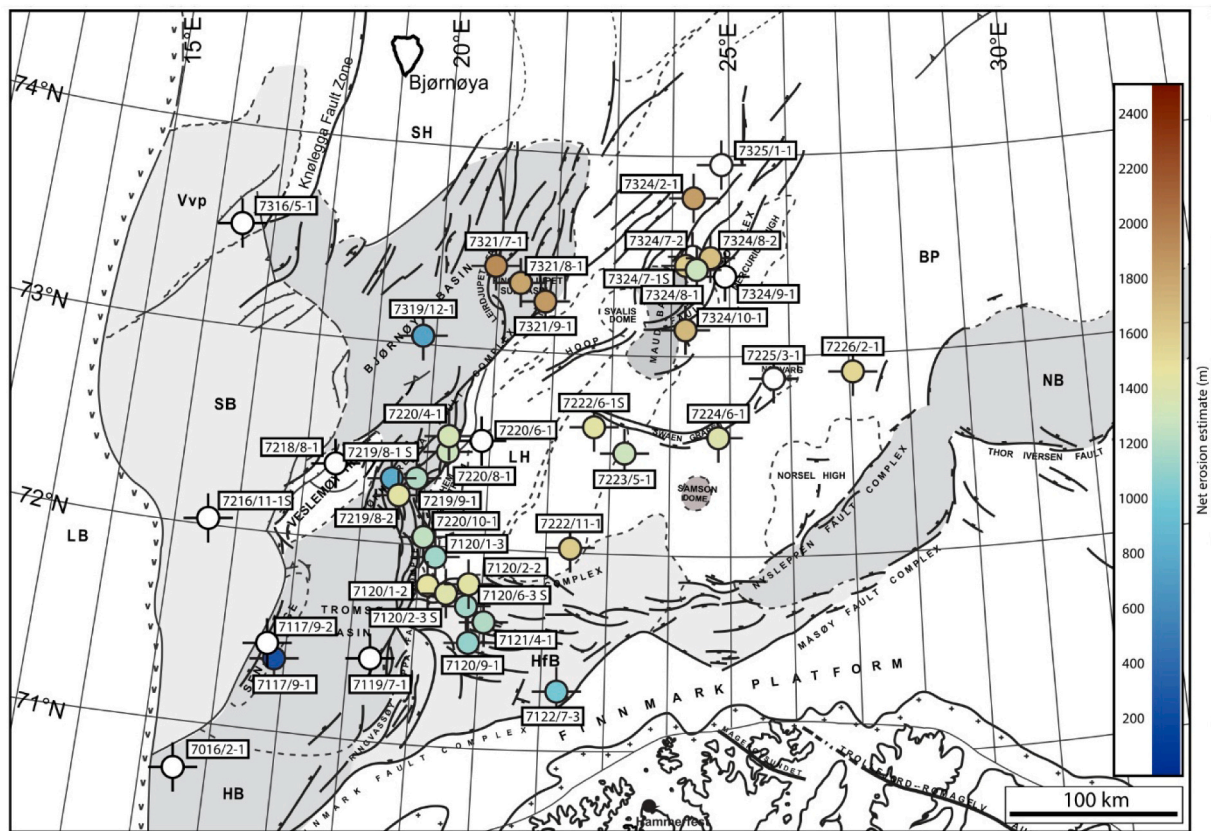 15°E
20°E
25°E
30°E
74°N
73°N
72°N
71°N
Bjørnøya
Knølegga Fault Zone
SH
Vvp
7316/5-1
7325/1-1
7324/2-1
7324/7-2
7324/8-2
7321/7-1
7321/8-1
7324/7-1S
7324/8-1
7324/9-1
BP
7319/12-1
7321/9-1
SVALIS
DOME
7324/10-1
BJØRNØY BASIN
COMPLEX
HOOP
7225/3-1
7226/2-1
NB
SB
7220/4-1
7220/6-1
7222/6-1S
7224/6-1
THOR IVERSEN FAULT
7218/8-1
7219/8-1 S
LH
7220/8-1
7223/5-1
NORSEL HIGH
SAMSON
DOME
7219/9-1
7216/11-1S
7219/8-2
LB
7220/10-1
7222/11-1
7120/1-3
NYSLEPPEN FAULT COMPLEX
MÅSØY FAULT COMPLEX
COMPLEX
7120/2-2
7120/1-2
7120/6-3 S
7120/2-3 S
7117/9-2
7121/4-1
7120/9-1
HfB
7117/9-1
7119/7-1
7122/7-3
FINNMARK PLATFORM
7016/2-1
HB
COMPLEX
Hammerfest
100 km
2400
2200
2000
1800
1600
1400
1200
1000
800
600
400
200
Net erosion estimate (m)